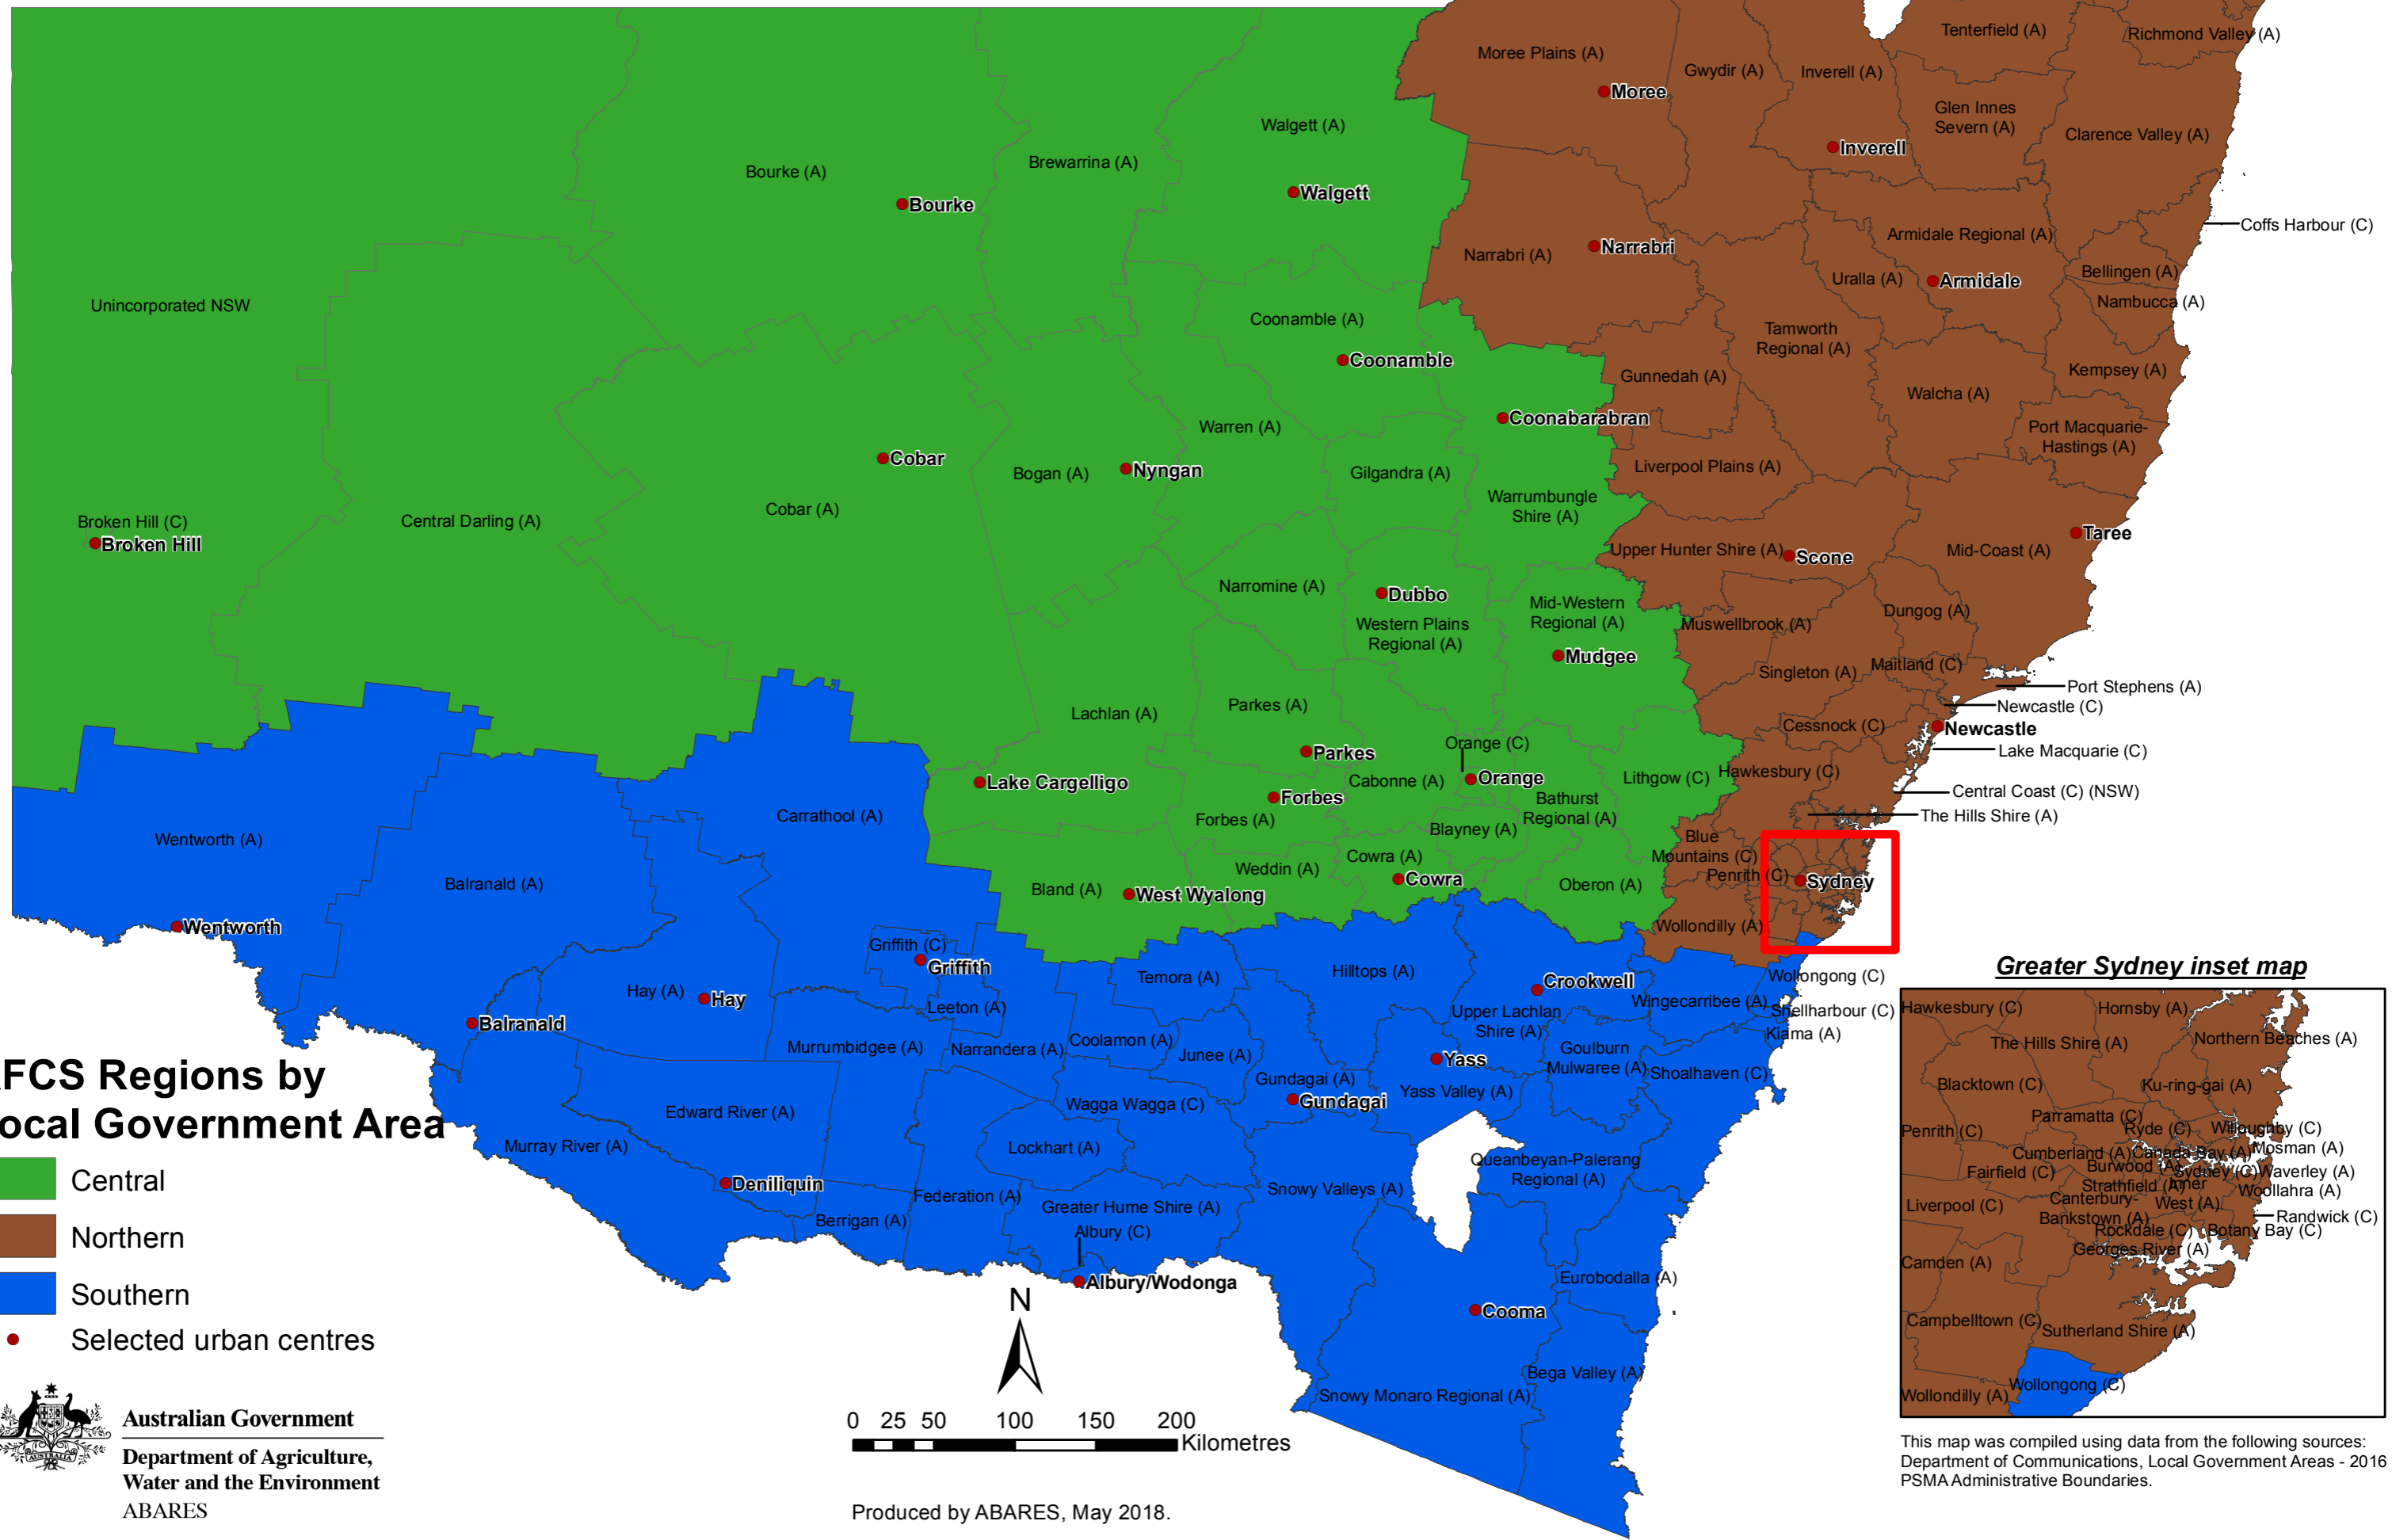 Tenterfield (A)
Richmond Valley (A)
Moree Plains (A)
Gwydir (A)
Inverell (A)
Moree
Glen Innes
Severn (A)
Walgett (A)
Clarence Valley (A)
Inverell
Brewarrina (A)
Bourke (A)
Walgett
Bourke
Coffs Harbour (C)
Armidale Regional (A)
Narrabri
Narrabri (A)
Bellingen (A)
Uralla (A)
Armidale
Nambucca (A)
Unincorporated NSW
Coonamble (A)
Tamworth
Regional (A)
Coonamble
Kempsey (A)
Gunnedah (A)
Walcha (A)
Coonabarabran
Warren (A)
Port Macquarie-
Hastings (A)
Cobar
Nyngan
Bogan (A)
Gilgandra (A)
Liverpool Plains (A)
Warrumbungle
Shire (A)
Cobar (A)
Broken Hill (C)
Broken Hill
Central Darling (A)
Taree
Upper Hunter Shire (A)
Scone
Mid-Coast (A)
Narromine (A)
Dubbo
Mid-Western
Regional (A)
Dungog (A)
Western Plains
Regional (A)
Muswellbrook (A)
Mudgee
Maitland (C)
Singleton (A)
Port Stephens (A)
Newcastle (C)
Parkes (A)
Lachlan (A)
Cessnock (C)
Newcastle
Orange (C)
Parkes
Lake Macquarie (C)
Hawkesbury (C)
Orange
Lithgow (C)
Cabonne (A)
Lake Cargelligo
Central Coast (C) (NSW)
Forbes
Bathurst
Regional (A)
Carrathool (A)
The Hills Shire (A)
Forbes (A)
Blayney (A)
Wentworth (A)
Blue
Mountains (C)
Cowra (A)
Weddin (A)
Penrith (C)
Sydney
Cowra
Balranald (A)
Oberon (A)
Bland (A)
West Wyalong
Wentworth
Wollondilly (A)
Griffith (C)
Griffith
Hilltops (A)
Temora (A)
Wollongong (C)
Crookwell
Hay (A)
Hay
Wingecarribee (A)
Leeton (A)
Shellharbour (C)
Upper Lachlan
Shire (A)
Balranald
Kiama (A)
Coolamon (A)
Murrumbidgee (A)
Narrandera (A)
Junee (A)
Goulburn
Mulwaree (A)
Yass
Shoalhaven (C)
Gundagai (A)
Yass Valley (A)
Gundagai
Wagga Wagga (C)
Edward River (A)
Murray River (A)
Lockhart (A)
Queanbeyan-Palerang
Regional (A)
Deniliquin
Snowy Valleys (A)
Federation (A)
Greater Hume Shire (A)
Berrigan (A)
Albury (C)
Albury/Wodonga
Eurobodalla (A)
Cooma
Bega Valley (A)
Snowy Monaro Regional (A)
FCS Regions by
ocal Government Area
Central
Northern
Southern
Selected urban centres
AUSTRALIA
Australian Government
Department of Agriculture,
Water and the Environment
ABARES
N
0 25 50 100 150 200
Kilometres
Produced by ABARES, May 2018.
Greater Sydney inset map
Hawkesbury (C)
Hornsby (A)
Northern Beaches (A)
The Hills Shire (A)
Blacktown (C)
Ku-ring-gai (A)
Parramatta (C)
Ryde (C)
Willoughby (C)
Penrith (C)
Mosman (A)
Cumberland (A)
Canada Bay (A)
Burwood (A)
Fairfield (C)
Sydney (C)
Waverley (A)
Strathfield (A)
Inner
West (A)
Woollahra (A)
Canterbury-
Bankstown (A)
Liverpool (C)
Randwick (C)
Rockdale (C)
Botany Bay (C)
Georges River (A)
Camden (A)
Campbelltown (C)
Sutherland Shire (A)
Wollongong (C)
Wollondilly (A)
This map was compiled using data from the following sources:
Department of Communications, Local Government Areas - 2016
PSMA Administrative Boundaries.